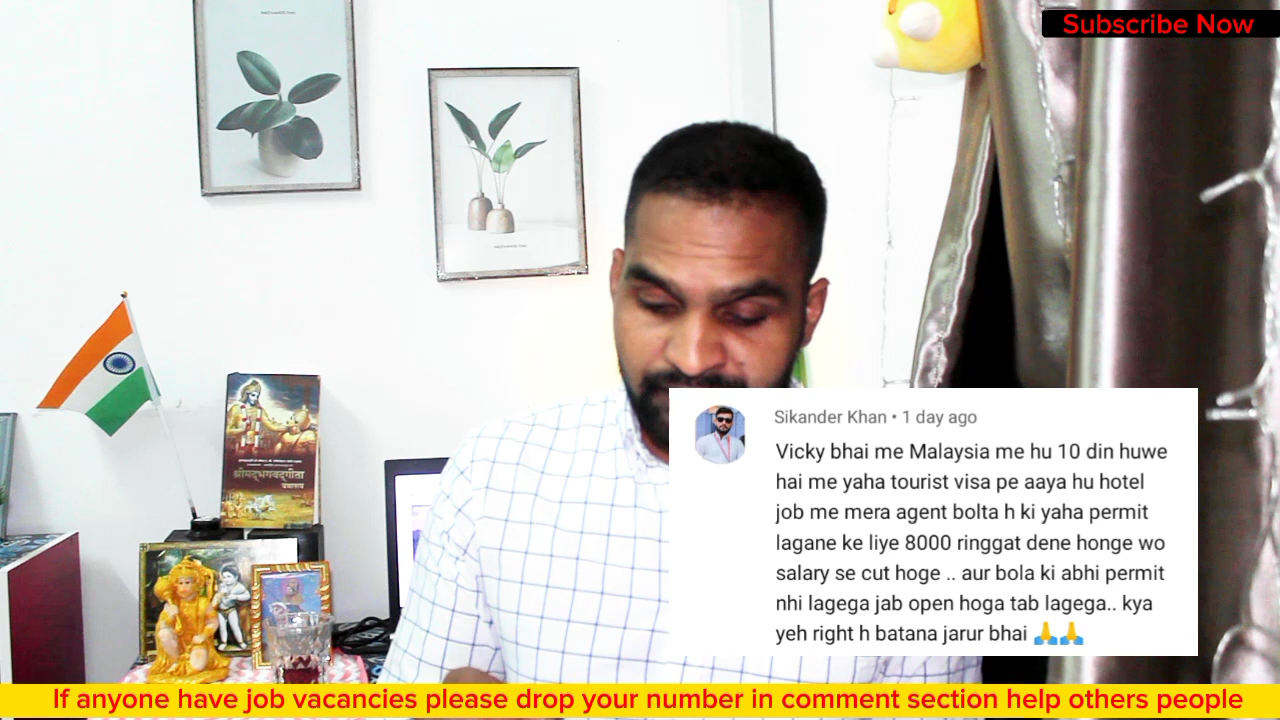 Subscribe Now
श्रीमद्भगवद्गीता
यथारूप
Sikander Khan • 1 day ago
Vicky bhai me Malaysia me hu 10 din huwe
hai me yaha tourist visa pe aaya hu hotel
job me mera agent bolta h ki yaha permit
lagane ke liye 8000 ringgat dene honge wo
salary se cut hoge .. aur bola ki abhi permit
nhi lagega jab open hoga tab lagega.. kya
yeh right h batana jarur bhai 🙏🙏
If anyone have job vacancies please drop your number in comment section help others people